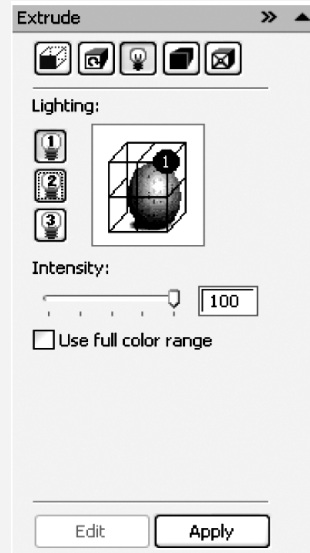 Extrude
Lighting:
1
1
2
3
Intensity:
100
Use full color range
Edit Apply